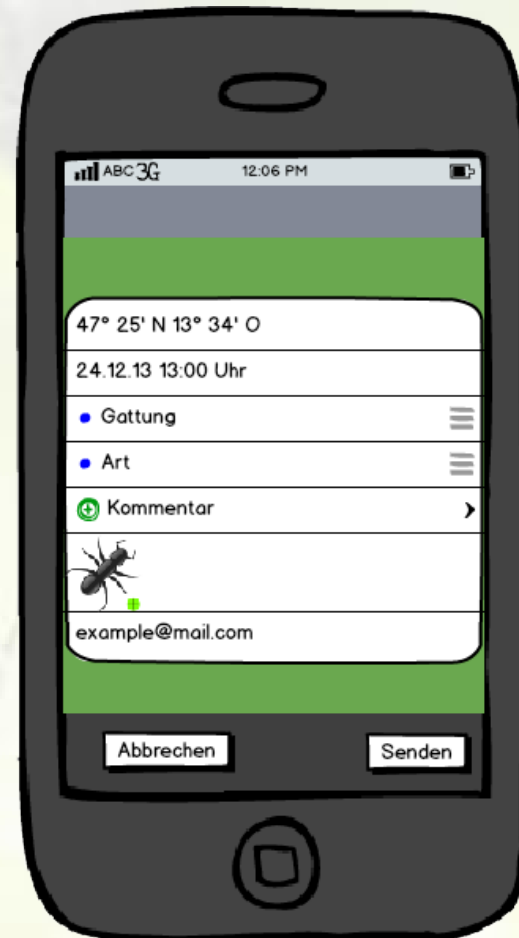 ABC 3G 12:06 PM
47° 25' N 13° 34' O
24.12.13 13:00 Uhr
Gattung
Art
Kommentar
example@mail.com
Abbrechen Senden